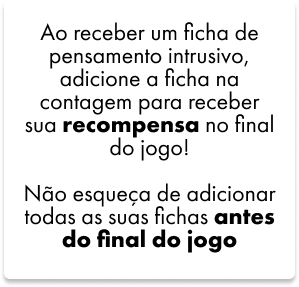 Ao receber um ficha de
pensamento intrusivo,
adicione a ficha na
contagem para receber
sua recompensa no final
do jogo!
Não esqueça de adicionar
todas as suas fichas antes
do final do jogo